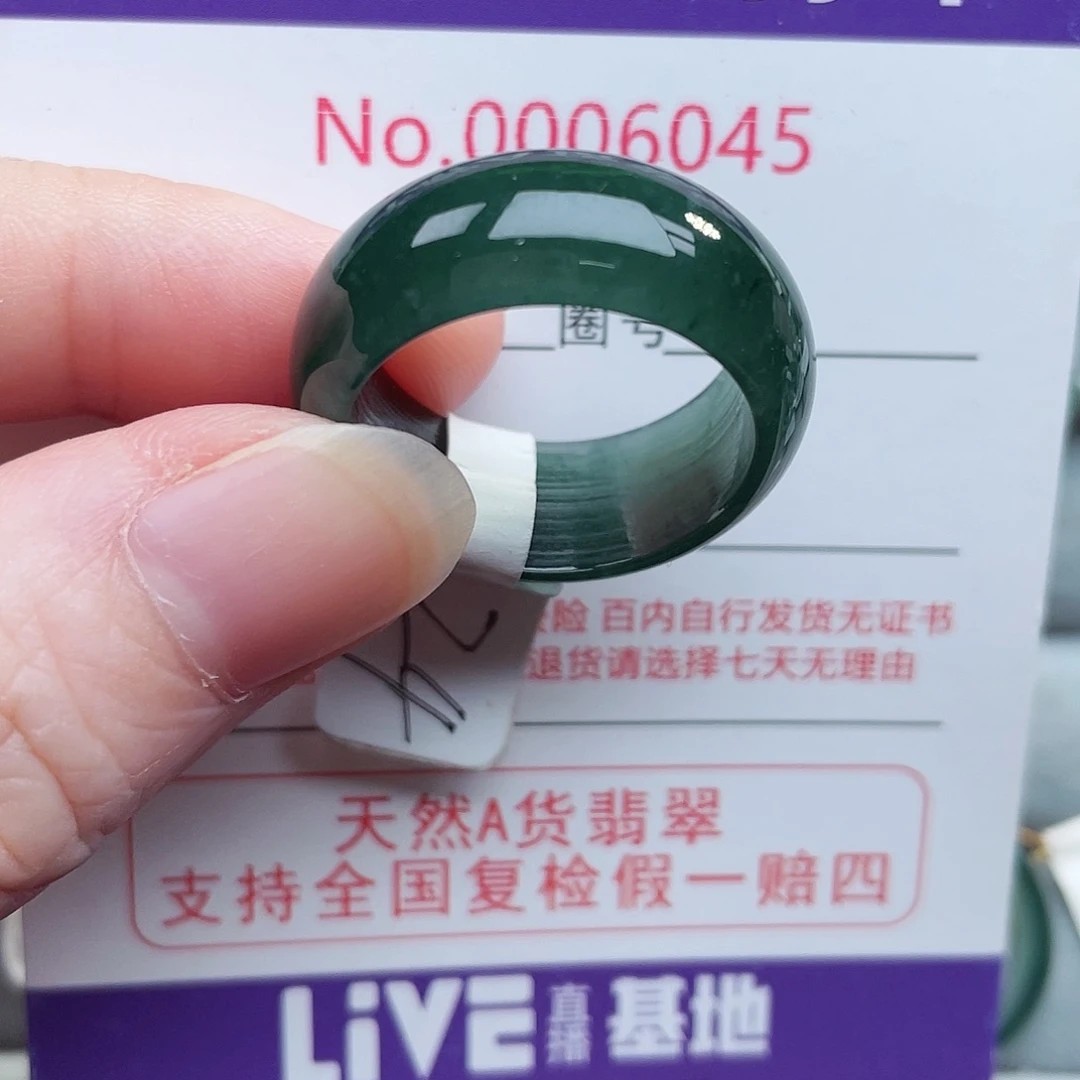 No.0006045
圈号
险 百内自行发货无证书
退货请选择七天无理由
天然A货翡翠
支持全国复检假一赔四
LiVE 直播 基地